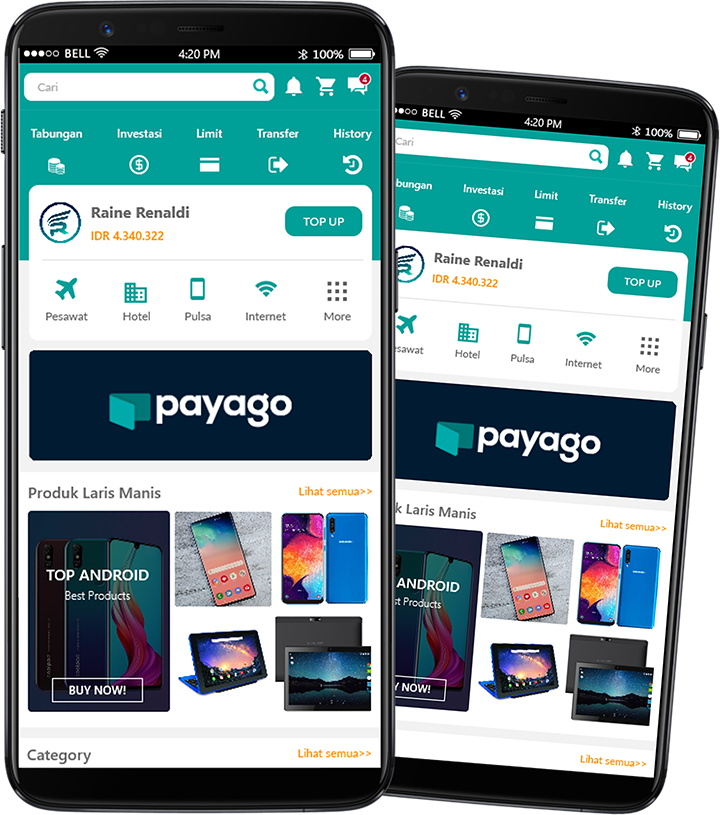 BELL 4:20 PM 100%
Cari
4
Tabungan Investasi Limit Transfer History
Raine Renaldi
IDR 4.340.322
TOP UP
Pesawat Hotel Pulsa Internet More
payago
Produk Laris Manis Lihat semua>>
TOP ANDROID
Best Products
BUY NOW!
Category Lihat semua>>
BELL 4:20 PM 100%
Cari
4
bungan Investasi Limit Transfer History
Raine Renaldi
IDR 4.340.322
TOP UP
esawat Hotel Pulsa Internet More
payago
k Laris Manis Lihat semua>>
ANDROID
st Products
Y NOW!
Lihat semua>>